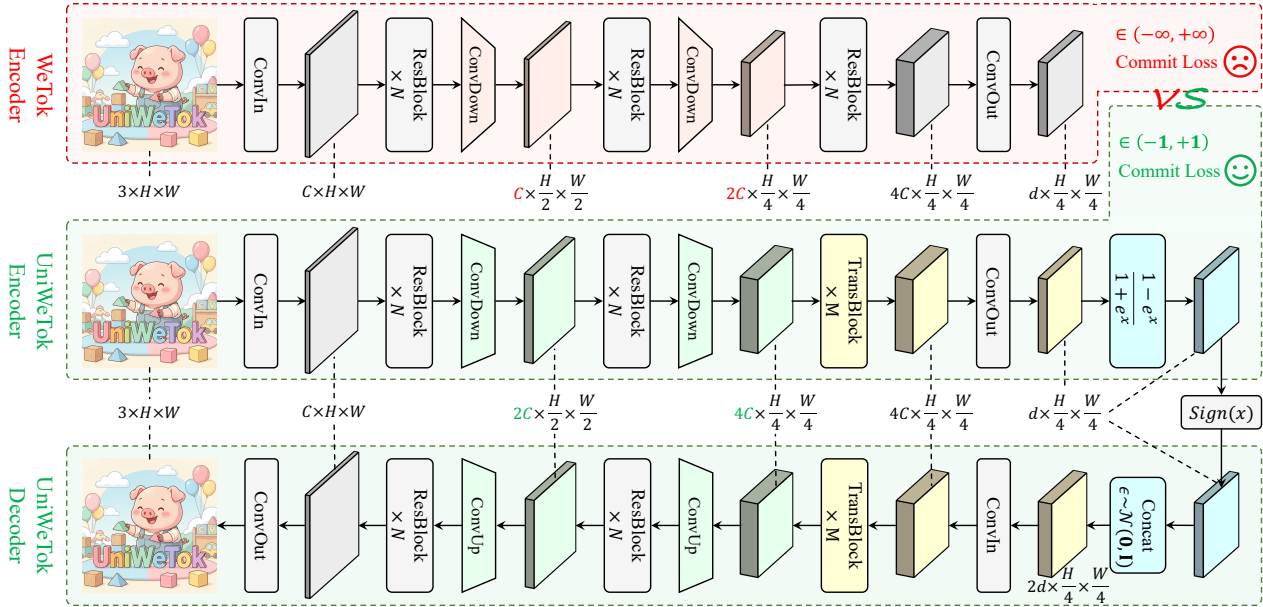 WeTok
Encoder
UniWeTok
ConvIn
ResBlock
× N
ConvDown
ResBlock
× N
ConvDown
ResBlock
× N
ConvOut
∈ (−∞, +∞)
Commit Loss
VS
∈ (−1, +1)
Commit Loss
3×H×W
C×H×W
C×H/2×W/2
2C×H/4×W/4
4C×H/4×W/4
d×H/4×W/4
UniWeTok
Encoder
UniWeTok
ConvIn
ResBlock
× N
ConvDown
ResBlock
× N
ConvDown
TransBlock
× M
ConvOut
1 − e^x
1 + e^x
3×H×W
C×H×W
2C×H/2×W/2
4C×H/4×W/4
4C×H/4×W/4
d×H/4×W/4
Sign(x)
UniWeTok
Decoder
UniWeTok
ConvOut
ResBlock
× N
ConvUp
ResBlock
× N
ConvUp
TransBlock
× M
ConvIn
2d×H/4×W/4
Concat
ϵ~𝒩(0, I)